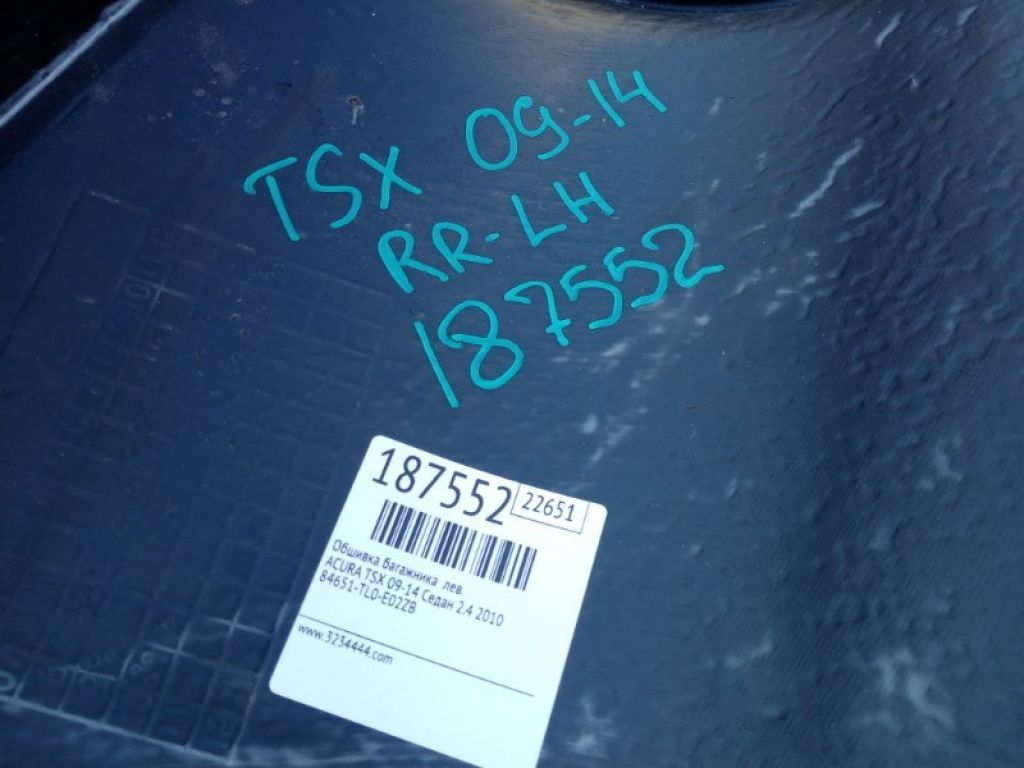 TSX 09-14
RR-LH
187552
187552 22651
Обшивка багажника лев.
ACURA TSX 09-14 Седан 2.4 2010
84651-TL0-E02ZB
www.3234444.com